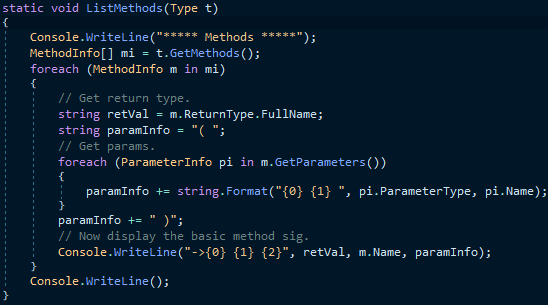 static void ListMethods(Type t)
{
    Console.WriteLine("***** Methods *****");
    MethodInfo[] mi = t.GetMethods();
    foreach (MethodInfo m in mi)
    {
        // Get return type.
        string retVal = m.ReturnType.FullName;
        string paramInfo = "( ";
        // Get params.
        foreach (ParameterInfo pi in m.GetParameters())
        {
            paramInfo += string.Format("{0} {1} ", pi.ParameterType, pi.Name);
        }
        paramInfo += " )";
        // Now display the basic method sig.
        Console.WriteLine("->{0} {1} {2}", retVal, m.Name, paramInfo);
    }
    Console.WriteLine();
}